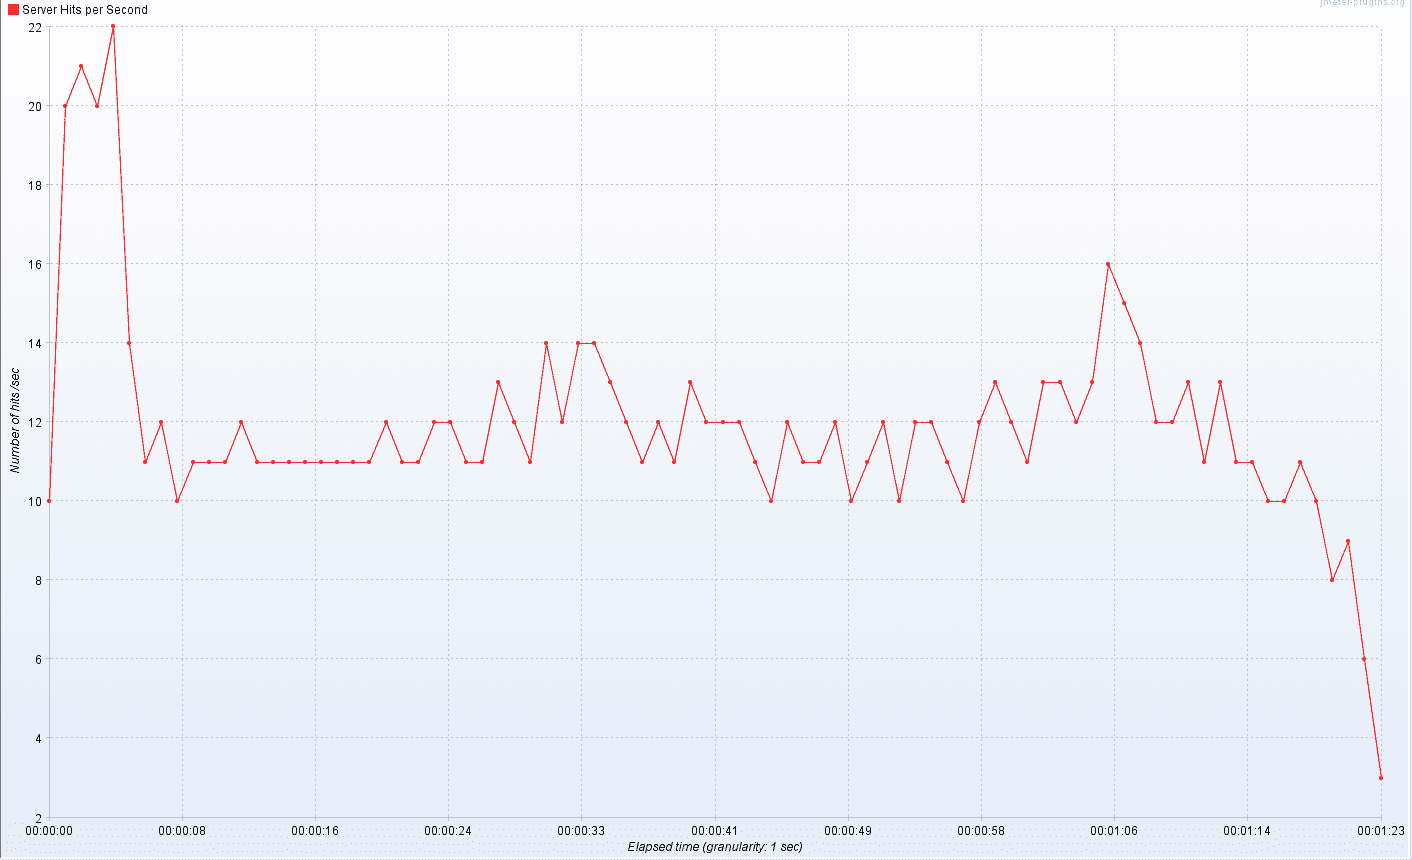 jmeter-plugins.org
Server Hits per Second
22
20
18
16
14
12
10
8
6
4
2
Number of hits /sec
00:00:00 00:00:08 00:00:16 00:00:24 00:00:33 00:00:41 00:00:49 00:00:58 00:01:06 00:01:14 00:01:23
Elapsed time (granularity: 1 sec)